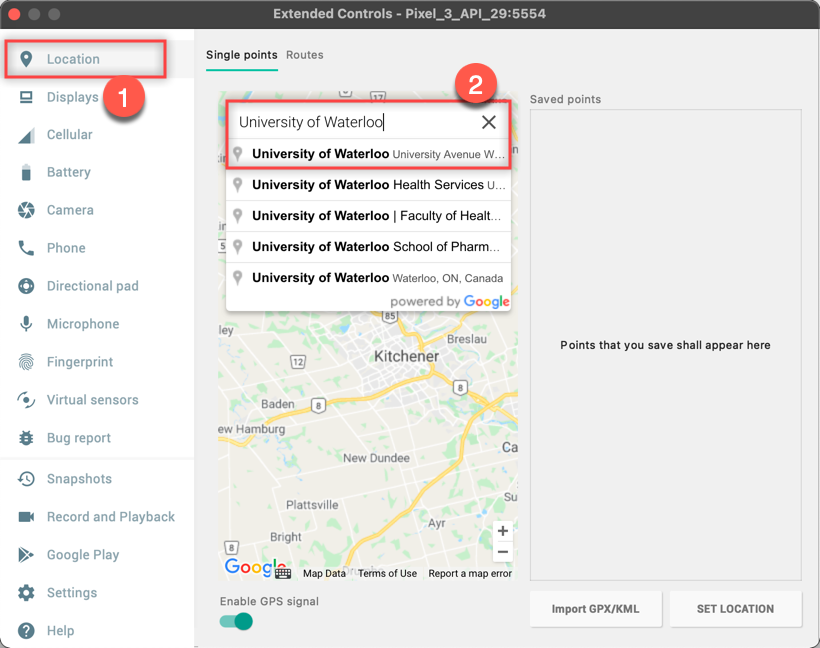 Extended Controls - Pixel_3_API_29:5554
Location
1
Displays
Cellular
Battery
Camera
Phone
Directional pad
Microphone
Fingerprint
Virtual sensors
Bug report
Snapshots
Record and Playback
Google Play
Settings
Help
Single points Routes
2
17
University of Waterloo
University of Waterloo University Avenue W...
University of Waterloo Health Services U...
University of Waterloo | Faculty of Healt...
University of Waterloo School of Pharm...
University of Waterloo Waterloo, ON, Canada
powered by Google
5
85
ley
Breslau
Kitchener
12
8
Baden
8
ew Hamburg
Ca
New Dundee
Su
Plattsville
Ayr
Bright
8
+
−
Google
Map Data
Terms of Use
Report a map error
Enable GPS signal
Saved points
Points that you save shall appear here
Import GPX/KML
SET LOCATION